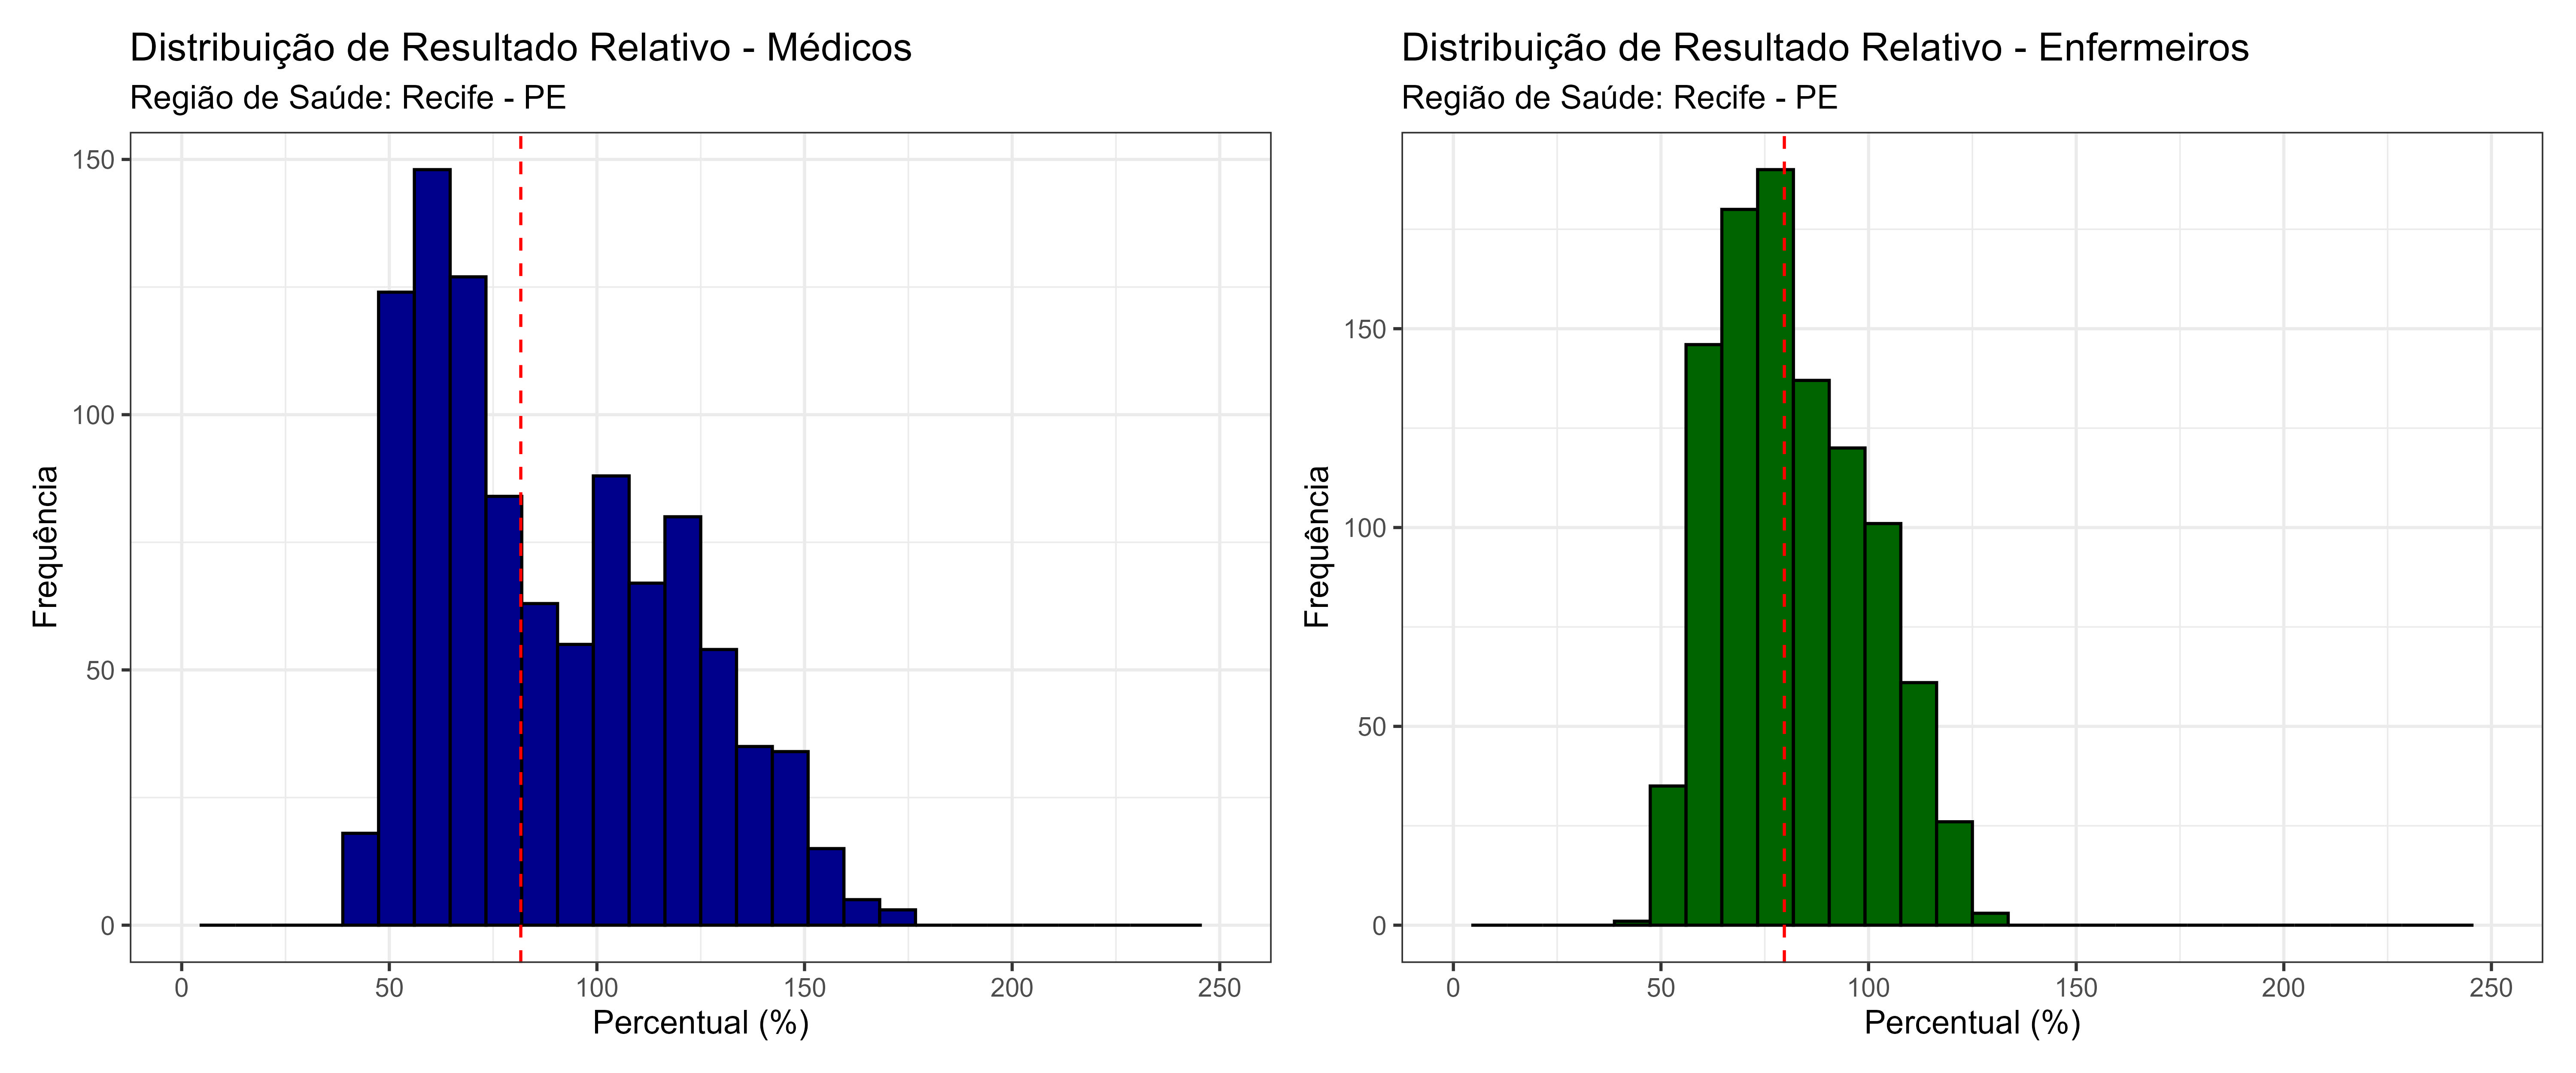 Distribuição de Resultado Relativo - Médicos
Região de Saúde: Recife - PE
150
100
50
0
Frequência
0 50 100 150 200 250
Percentual (%)
Distribuição de Resultado Relativo - Enfermeiros
Região de Saúde: Recife - PE
150
100
50
0
Frequência
0 50 100 150 200 250
Percentual (%)